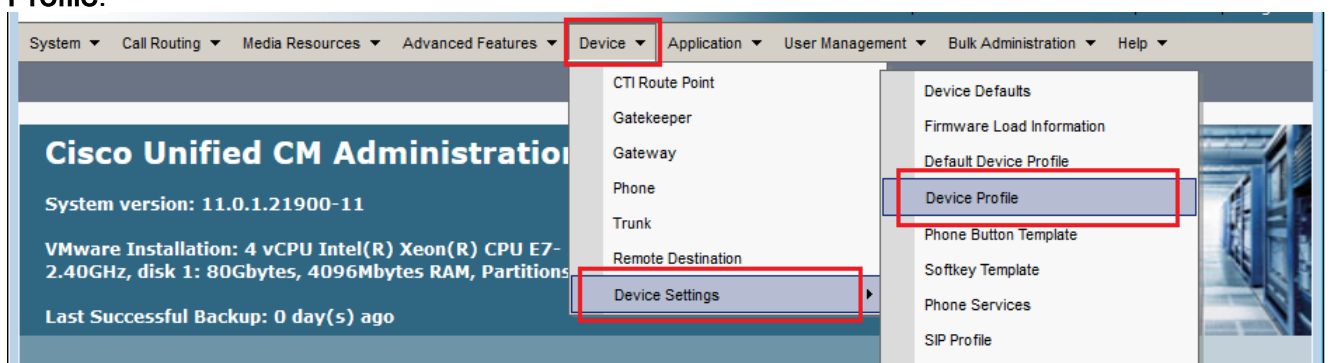 Profile.
System Call Routing Media Resources Advanced Features Device Application User Management Bulk Administration Help
CTI Route Point
Gatekeeper
Gateway
Phone
Trunk
Remote Destination
Device Settings
Device Defaults
Firmware Load Information
Default Device Profile
Device Profile
Phone Button Template
Softkey Template
Phone Services
SIP Profile
Cisco Unified CM Administration
System version: 11.0.1.21900-11
VMware Installation: 4 vCPU Intel(R) Xeon(R) CPU E7-
2.40GHz, disk 1: 80Gbytes, 4096Mbytes RAM, Partitions
Last Successful Backup: 0 day(s) ago